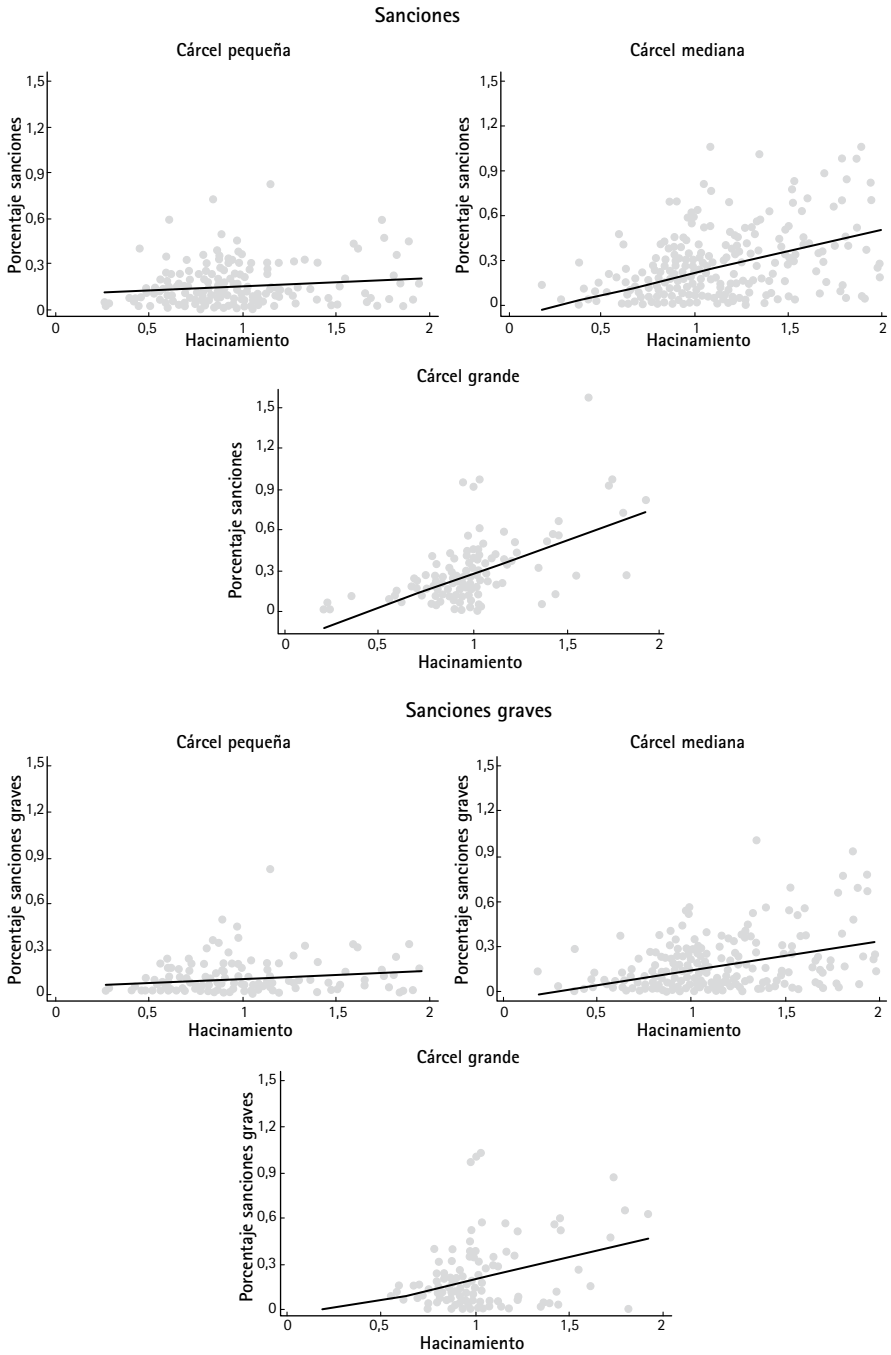 Sanciones
Cárcel pequeña
Porcentaje sanciones
1,5
1,2
0,9
0,6
0,3
0
0 0,5 1 1,5 2
Hacinamiento
Cárcel mediana
Porcentaje sanciones
1,5
1,2
0,9
0,6
0,3
0
0 0,5 1 1,5 2
Hacinamiento
Cárcel grande
Porcentaje sanciones
1,5
1,2
0,9
0,6
0,3
0
0 0,5 1 1,5 2
Hacinamiento
Sanciones graves
Cárcel pequeña
Porcentaje sanciones graves
1,5
1,2
0,9
0,6
0,3
0
0 0,5 1 1,5 2
Hacinamiento
Cárcel mediana
Porcentaje sanciones graves
1,5
1,2
0,9
0,6
0,3
0
0 0,5 1 1,5 2
Hacinamiento
Cárcel grande
Porcentaje sanciones graves
1,5
1,2
0,9
0,6
0,3
0
0 0,5 1 1,5 2
Hacinamiento